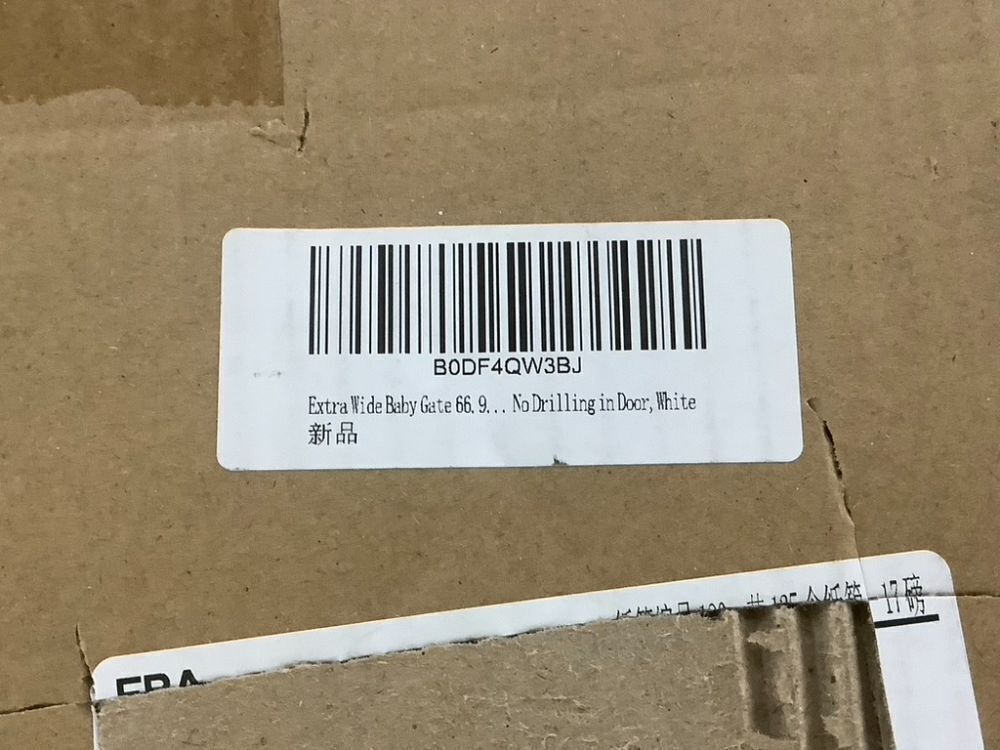 B0DF4QW3BJ
Extra Wide Baby Gate 66.9... No Drilling in Door, White
新品
17磅
FBA